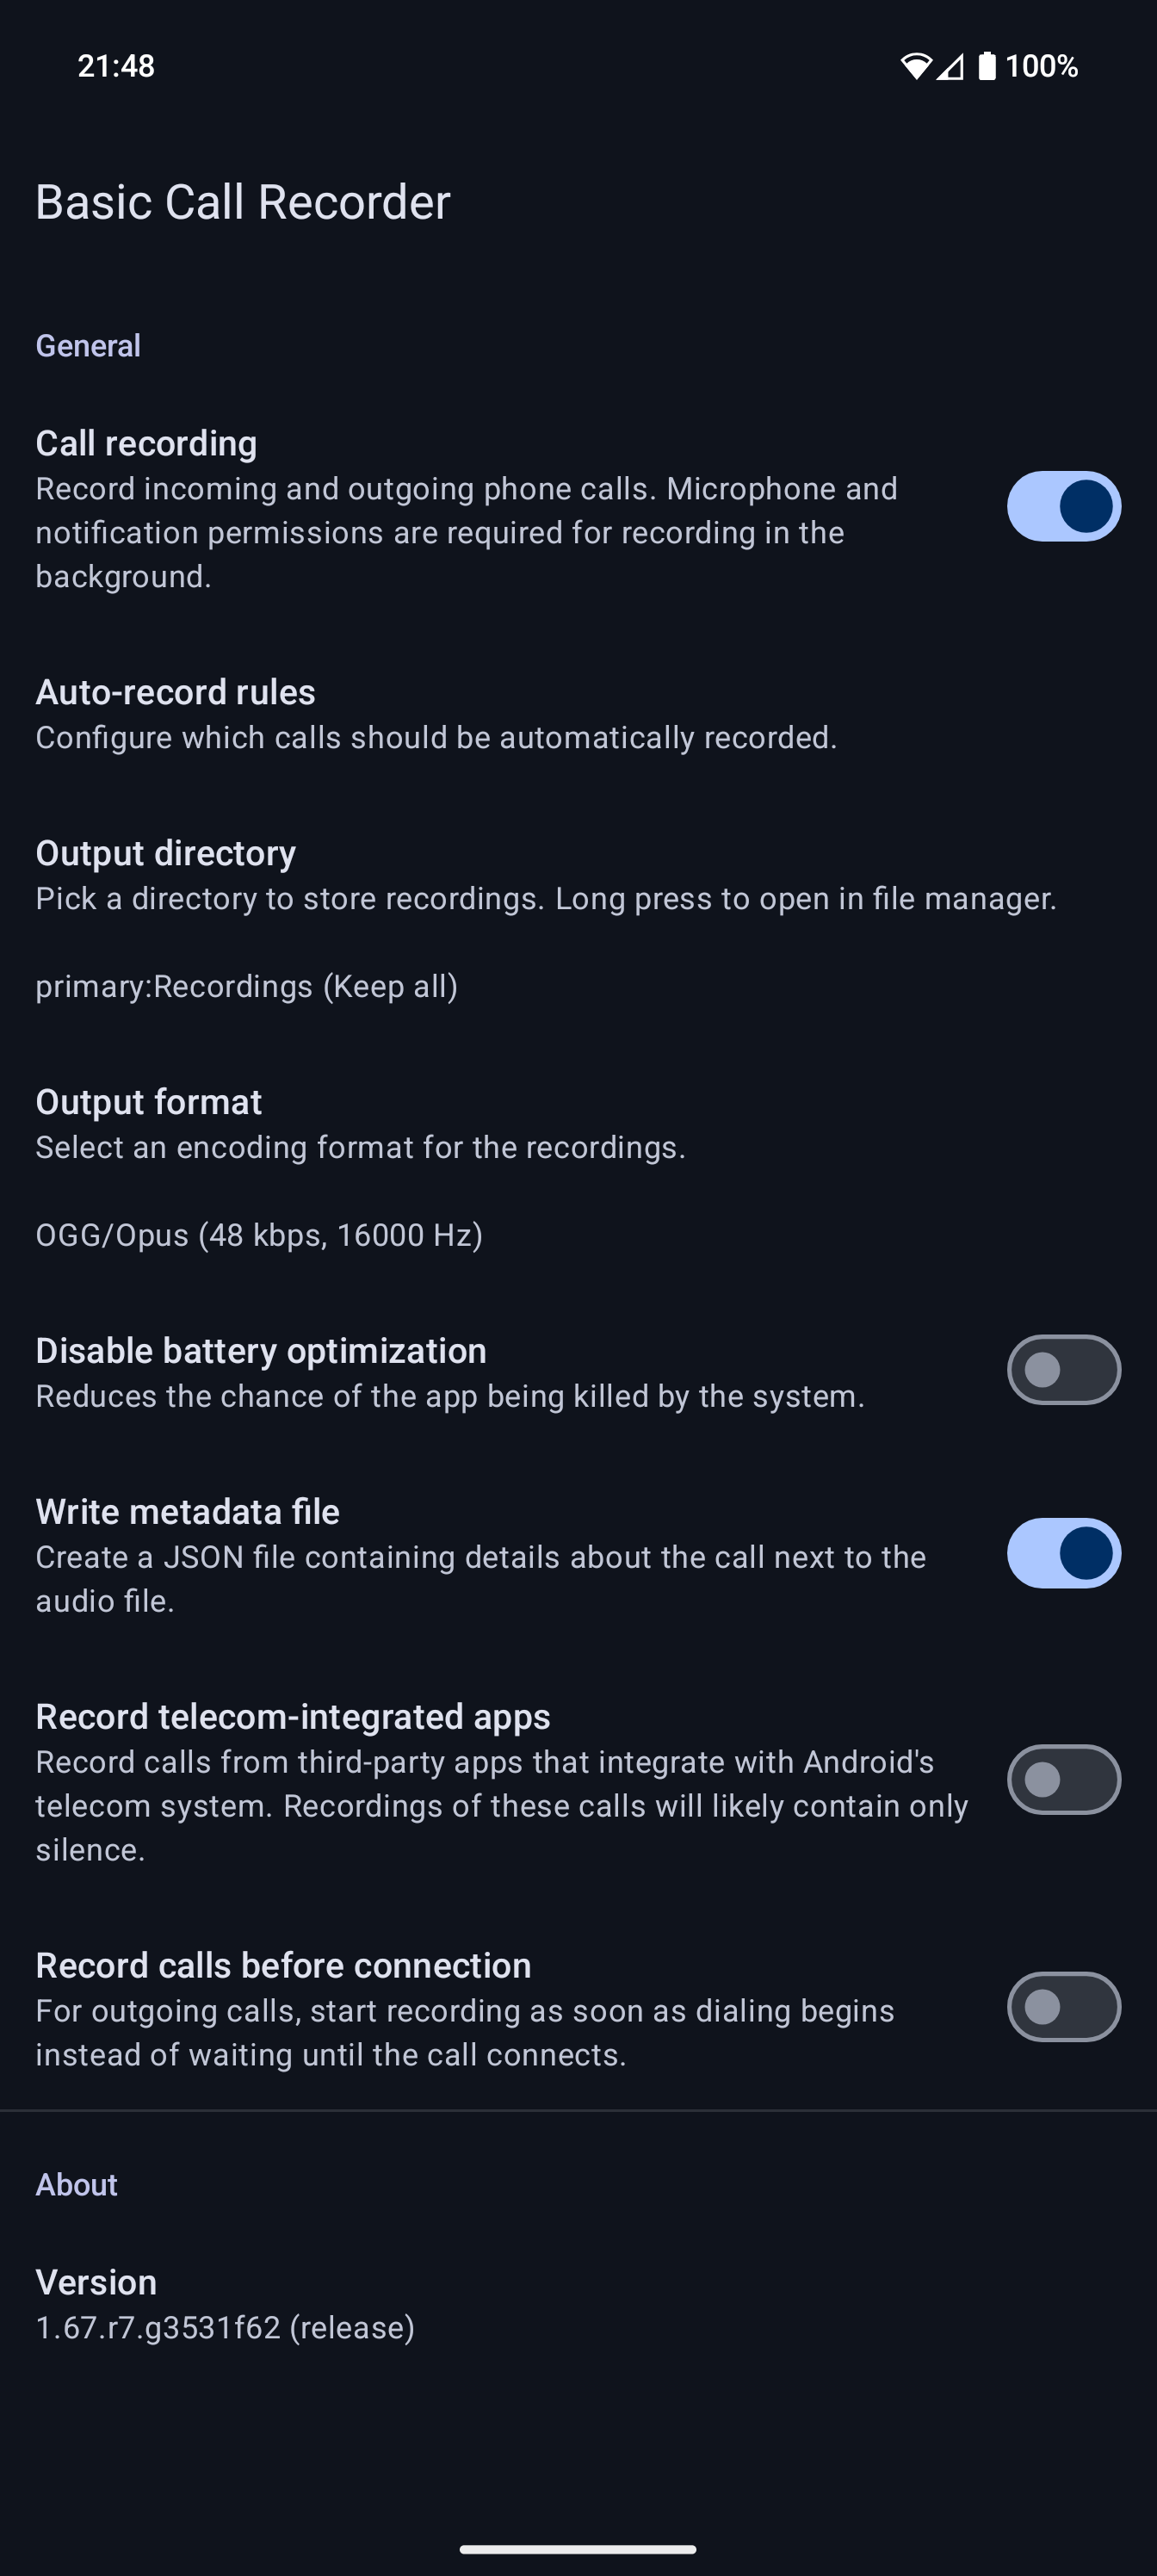 21:48
100%
Basic Call Recorder
General
Call recording
Record incoming and outgoing phone calls. Microphone and
notification permissions are required for recording in the
background.
Auto-record rules
Configure which calls should be automatically recorded.
Output directory
Pick a directory to store recordings. Long press to open in file manager.
primary:Recordings (Keep all)
Output format
Select an encoding format for the recordings.
OGG/Opus (48 kbps, 16000 Hz)
Disable battery optimization
Reduces the chance of the app being killed by the system.
Write metadata file
Create a JSON file containing details about the call next to the
audio file.
Record telecom-integrated apps
Record calls from third-party apps that integrate with Android's
telecom system. Recordings of these calls will likely contain only
silence.
Record calls before connection
For outgoing calls, start recording as soon as dialing begins
instead of waiting until the call connects.
About
Version
1.67.r7.g3531f62 (release)